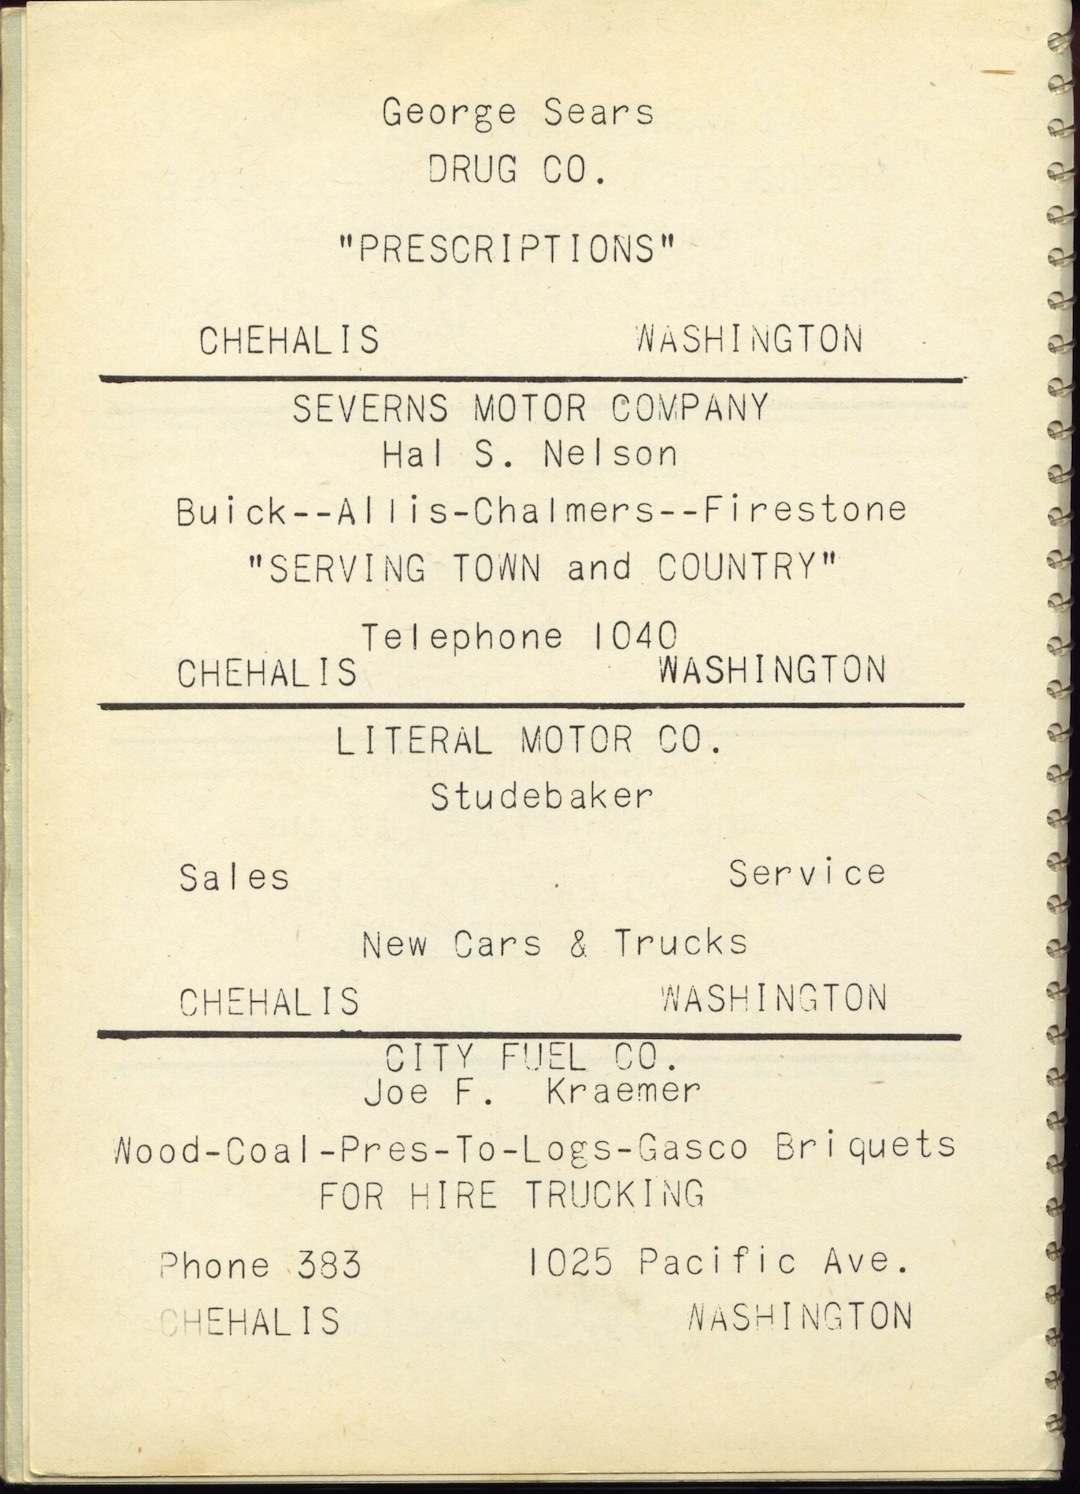 George Sears
DRUG CO.
"PRESCRIPTIONS"
CHEHALIS WASHINGTON
SEVERNS MOTOR COMPANY
Hal S. Nelson
Buick--Allis-Chalmers--Firestone
"SERVING TOWN and COUNTRY"
Telephone 1040
CHEHALIS WASHINGTON
LITERAL MOTOR CO.
Studebaker
Sales Service
New Cars & Trucks
CHEHALIS WASHINGTON
CITY FUEL CO.
Joe F. Kraemer
Wood-Coal-Pres-To-Logs-Gasco Briquets
FOR HIRE TRUCKING
Phone 383 1025 Pacific Ave.
CHEHALIS WASHINGTON